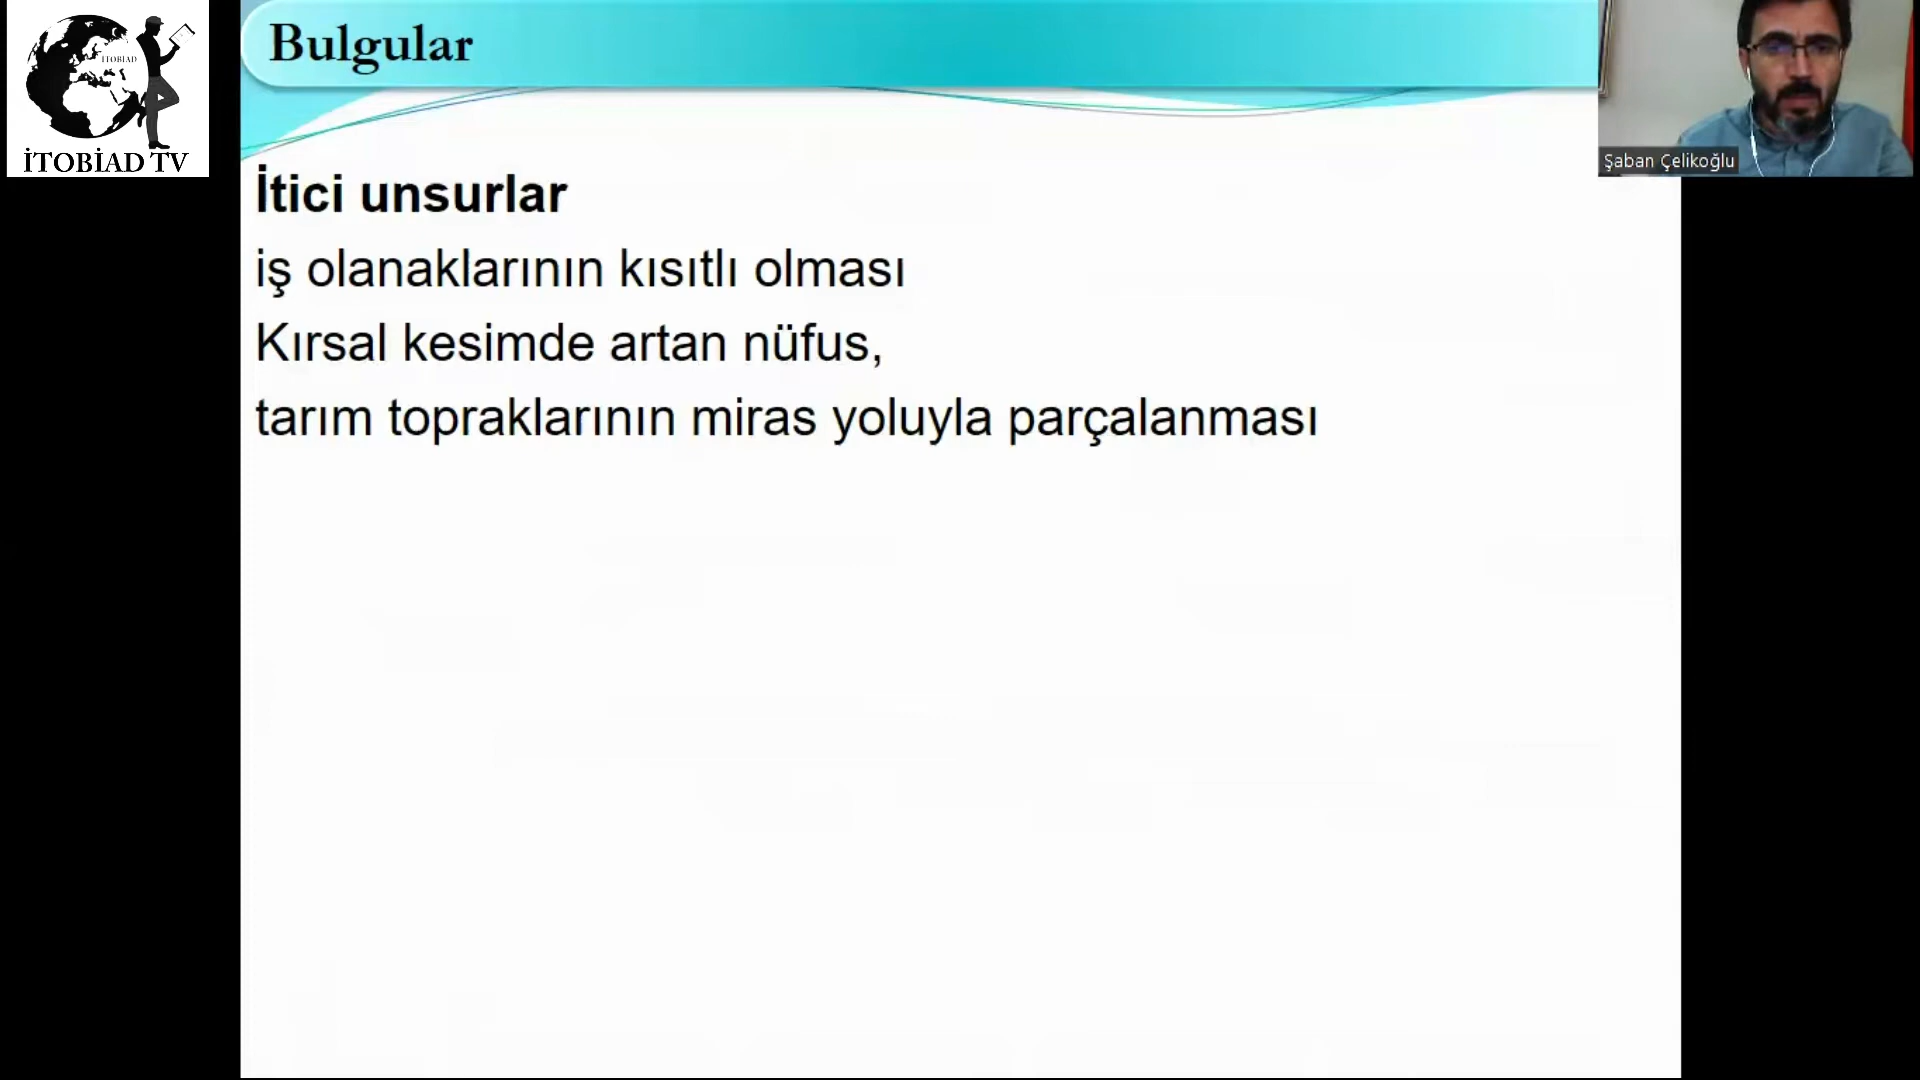 Bulgular
İTOBİAD
İTOBİAD TV
Şaban Çelikoğlu
İtici unsurlar
iş olanaklarının kısıtlı olması
Kırsal kesimde artan nüfus,
tarım topraklarının miras yoluyla parçalanması